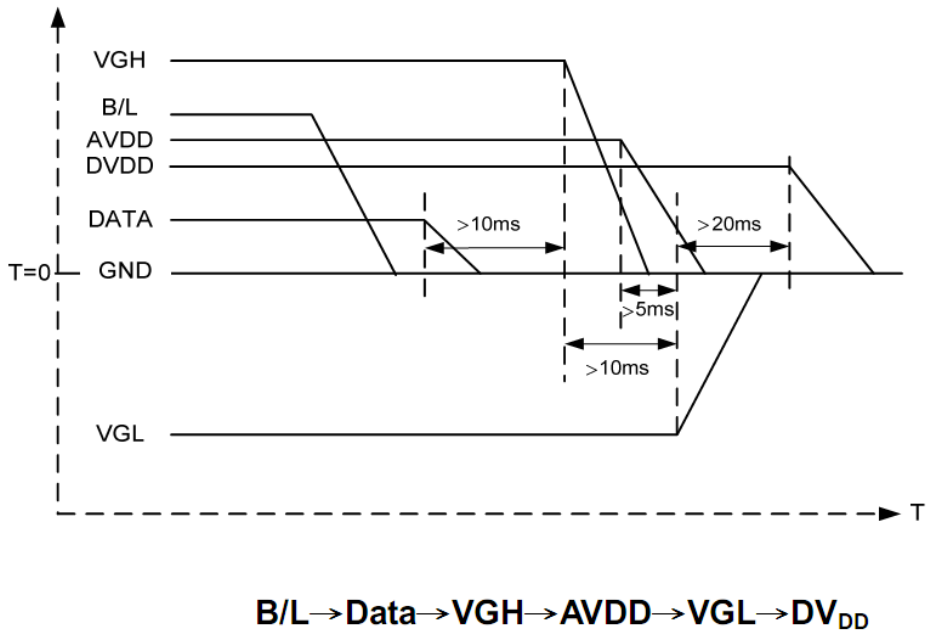 VGH
B/L
AVDD
DVDD
DATA
>10ms
>20ms
T=0
GND
>5ms
>10ms
VGL
T
B/L→Data→VGH→AVDD→VGL→DVDD